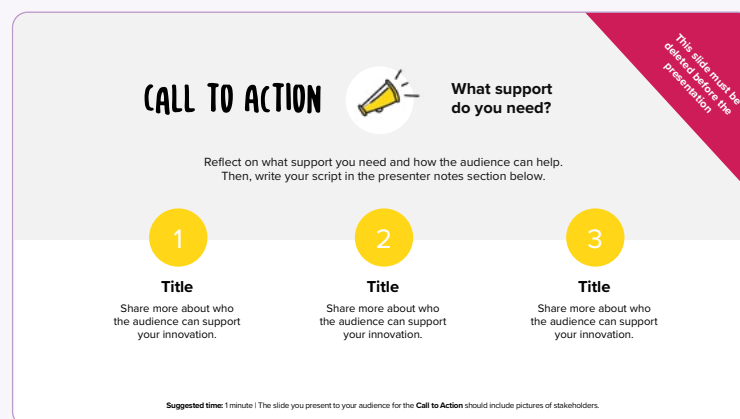 This slide must be
deleted before the
presentation
CALL TO ACTION
What support
do you need?
Reflect on what support you need and how the audience can help.
Then, write your script in the presenter notes section below.
1
2
3
Title
Title
Title
Share more about who
the audience can support
your innovation.
Share more about who
the audience can support
your innovation.
Share more about who
the audience can support
your innovation.
Suggested time: 1 minute | The slide you present to your audience for the Call to Action should include pictures of stakeholders.